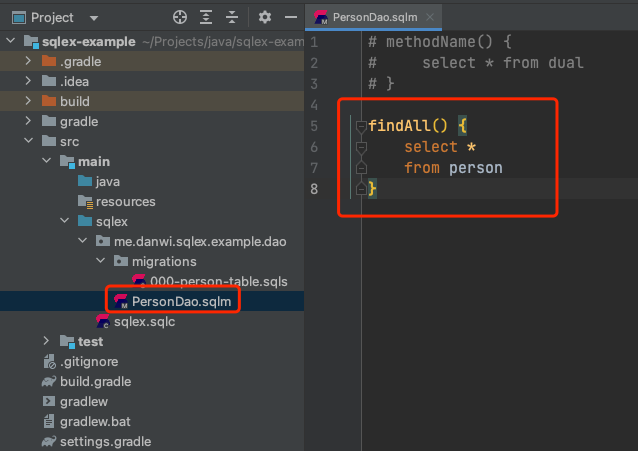 Project
PersonDao.sqlm
sqlex-example ~/Projects/java/sqlex-exam
.gradle
.idea
build
gradle
src
main
java
resources
sqlex
me.danwi.sqlex.example.dao
migrations
000-person-table.sqls
PersonDao.sqlm
sqlex.sqlc
test
.gitignore
build.gradle
gradlew
gradlew.bat
settings.gradle
1 # methodName() {
2 #     select * from dual
3 # }
4
5 findAll() {
6     select *
7     from person
8 }